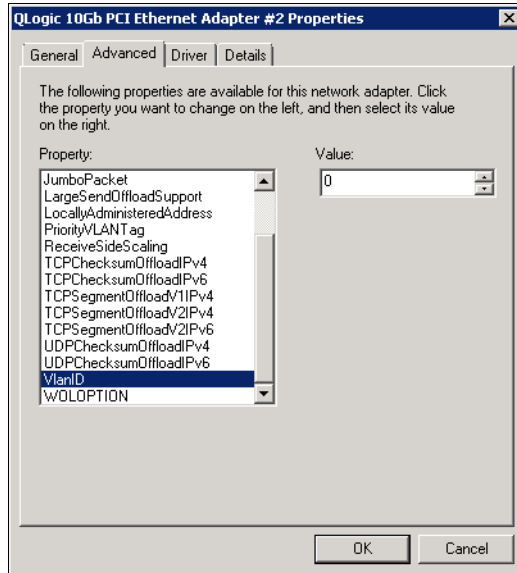 QLogic 10Gb PCI Ethernet Adapter #2 Properties
General Advanced Driver Details
The following properties are available for this network adapter. Click
the property you want to change on the left, and then select its value
on the right.
Property: Value:
JumboPacket 0
LargeSendOffloadSupport
LocallyAdministeredAddress
PriorityVLANTag
ReceiveSideScaling
TCPChecksumOffloadIPv4
TCPChecksumOffloadIPv6
TCPSegmentOffloadV1IPv4
TCPSegmentOffloadV2IPv4
TCPSegmentOffloadV2IPv6
UDPChecksumOffloadIPv4
UDPChecksumOffloadIPv6
VlanID
WOLOPTION
OK Cancel